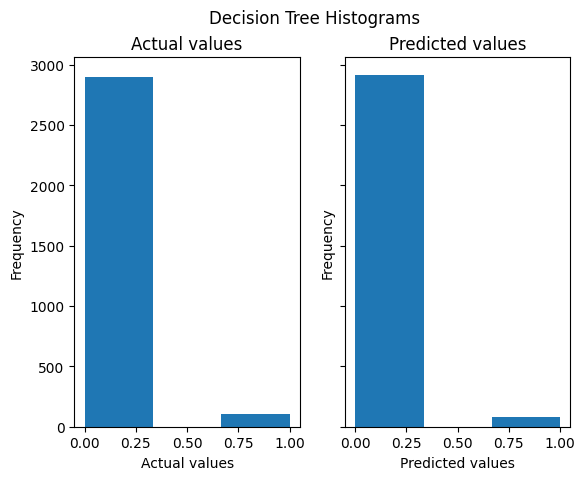 Decision Tree Histograms
Actual values
Predicted values
3000
2500
2000
1500
1000
500
0
Frequency
Frequency
0.00 0.25 0.50 0.75 1.00
0.00 0.25 0.50 0.75 1.00
Actual values
Predicted values